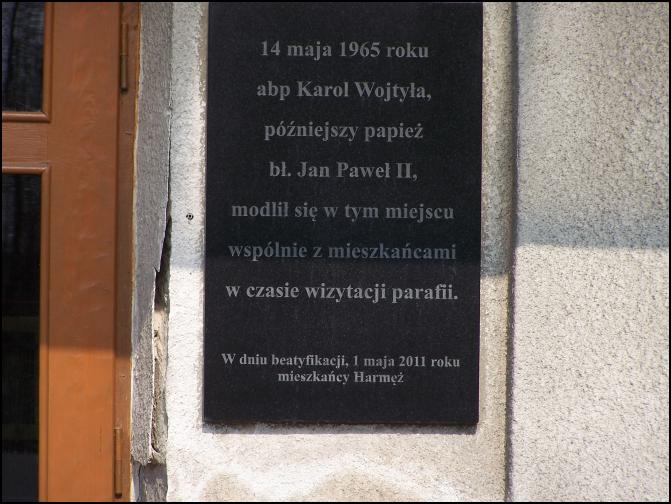 14 maja 1965 roku
abp Karol Wojtyła,
późniejszy papież
bł. Jan Paweł II,
modlił się w tym miejscu
wspólnie z mieszkańcami
w czasie wizytacji parafii.
W dniu beatyfikacji, 1 maja 2011 roku
mieszkańcy Harmęż